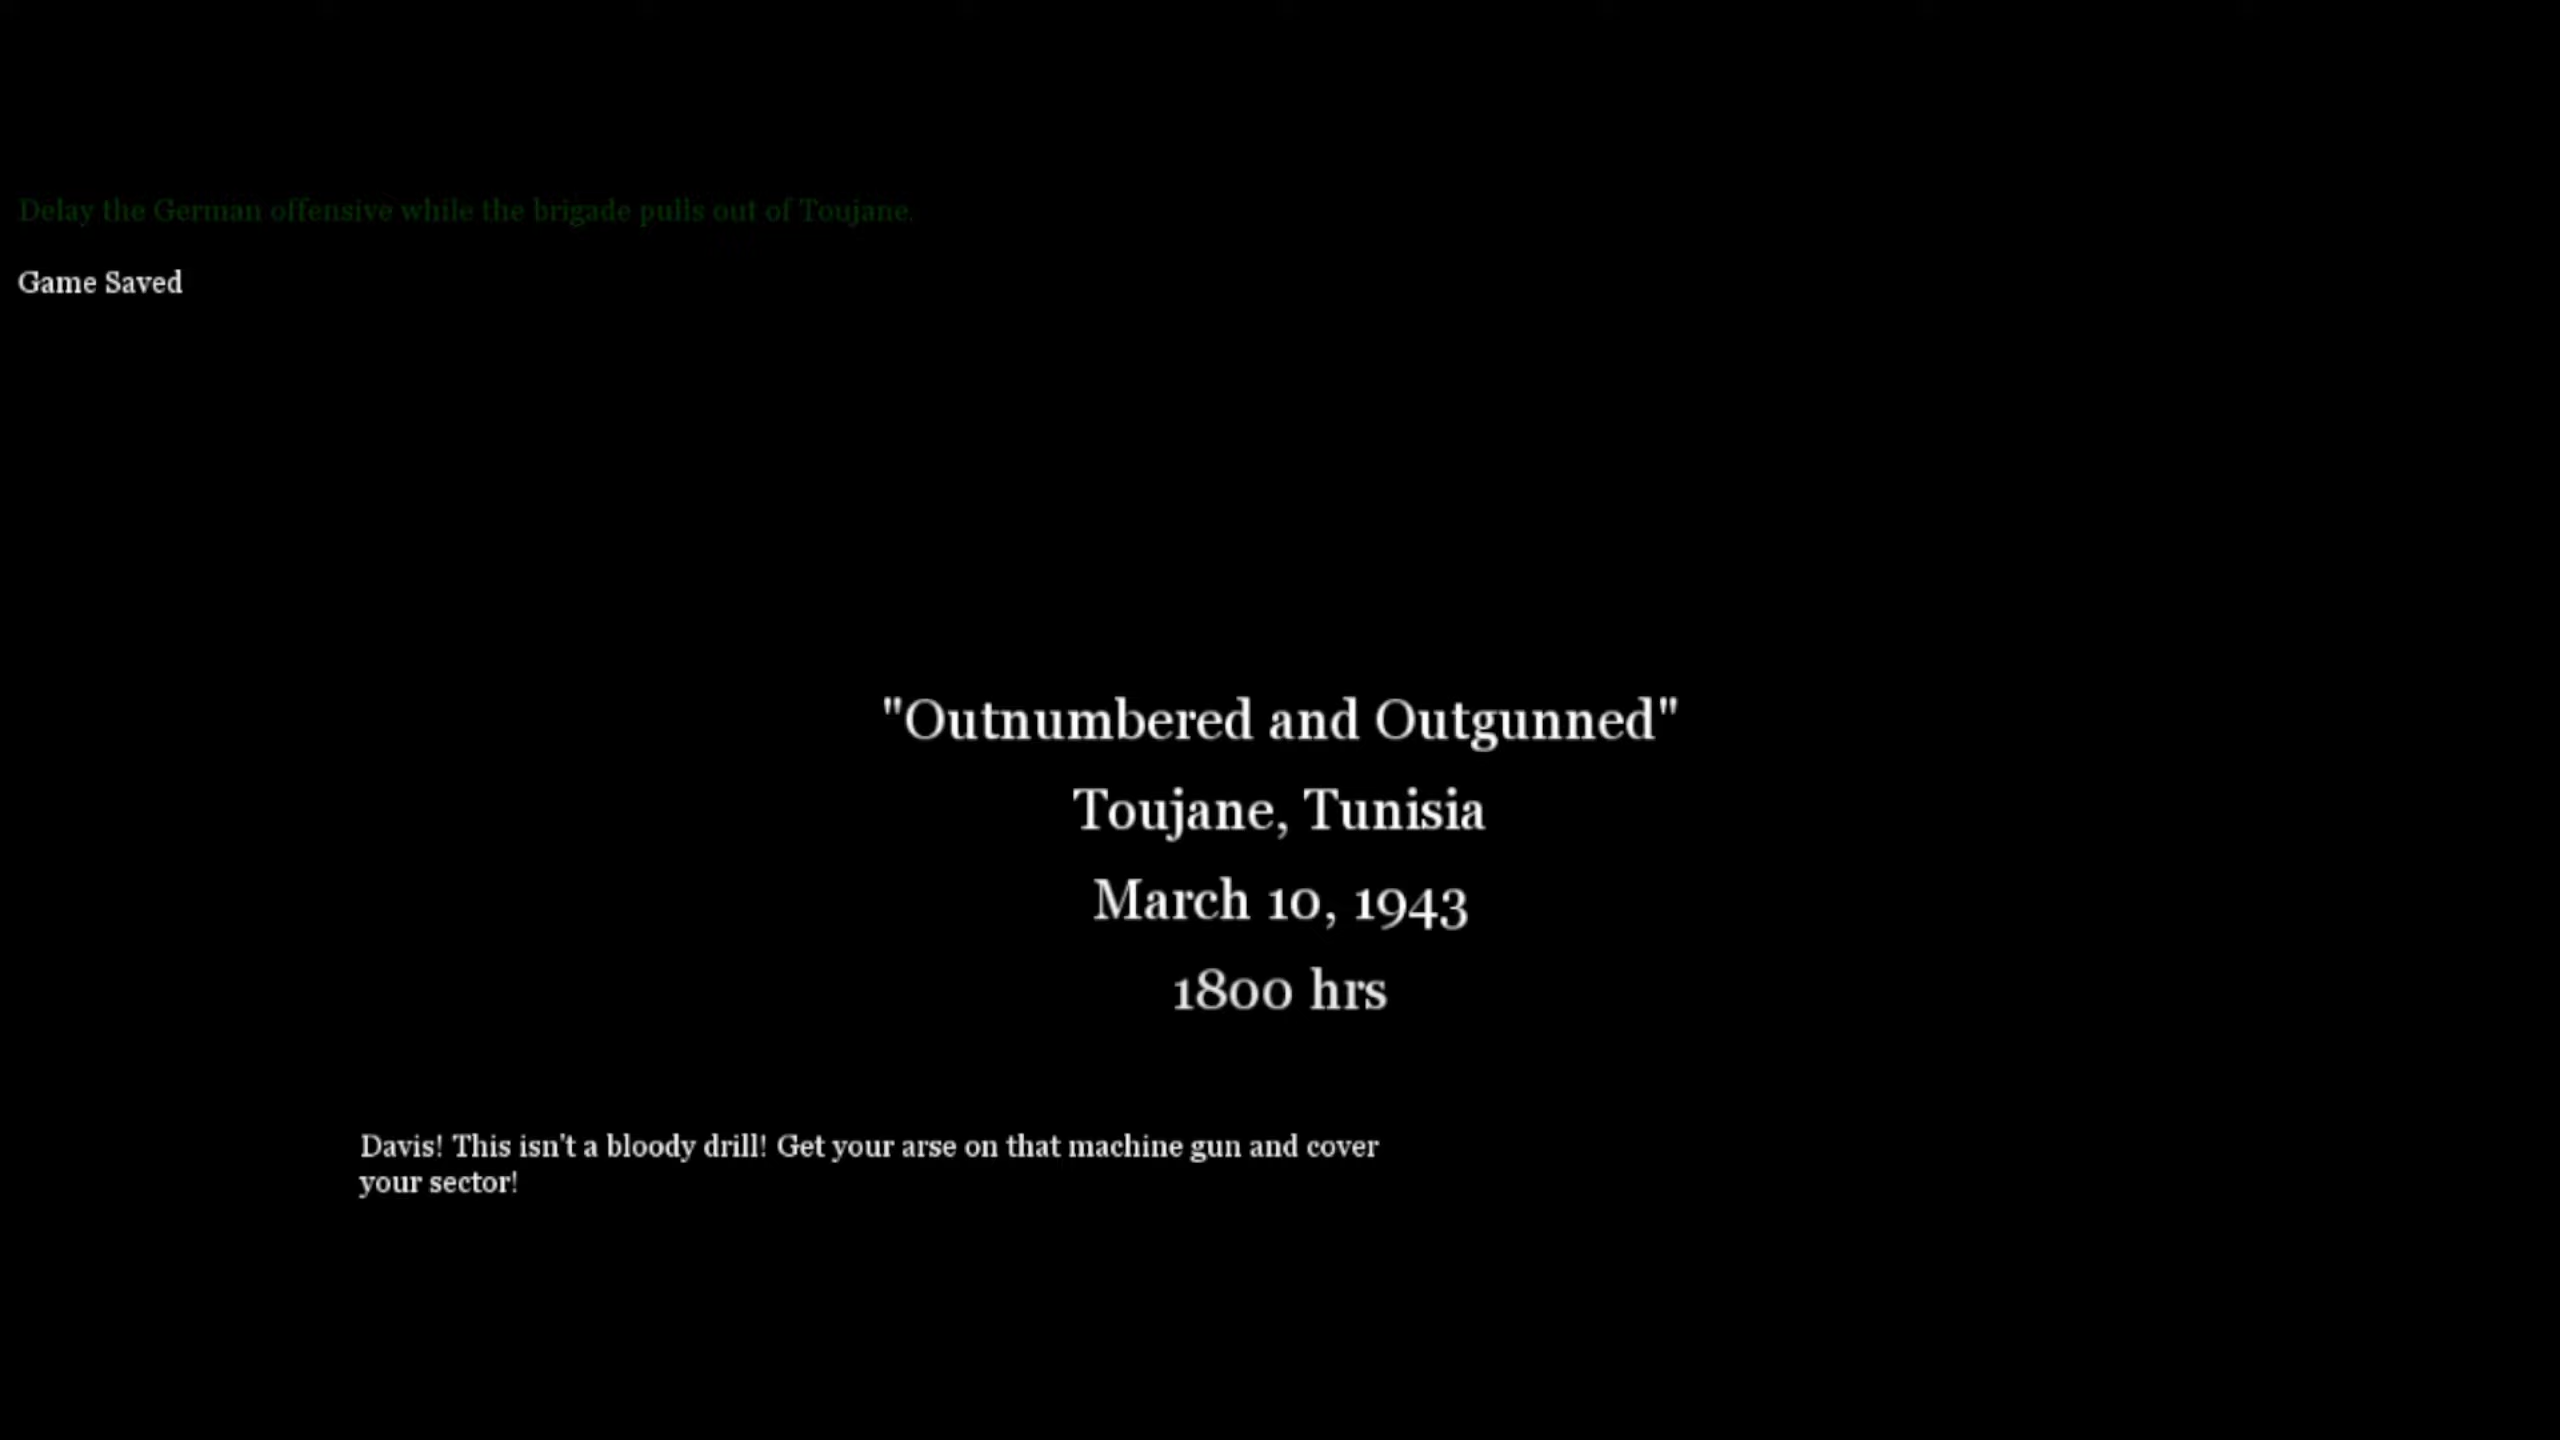 Delay the German offensive while the brigade pulls out of Toujane.
Game Saved
"Outnumbered and Outgunned"
Toujane, Tunisia
March 10, 1943
1800 hrs
Davis! This isn't a bloody drill! Get your arse on that machine gun and cover
your sector!